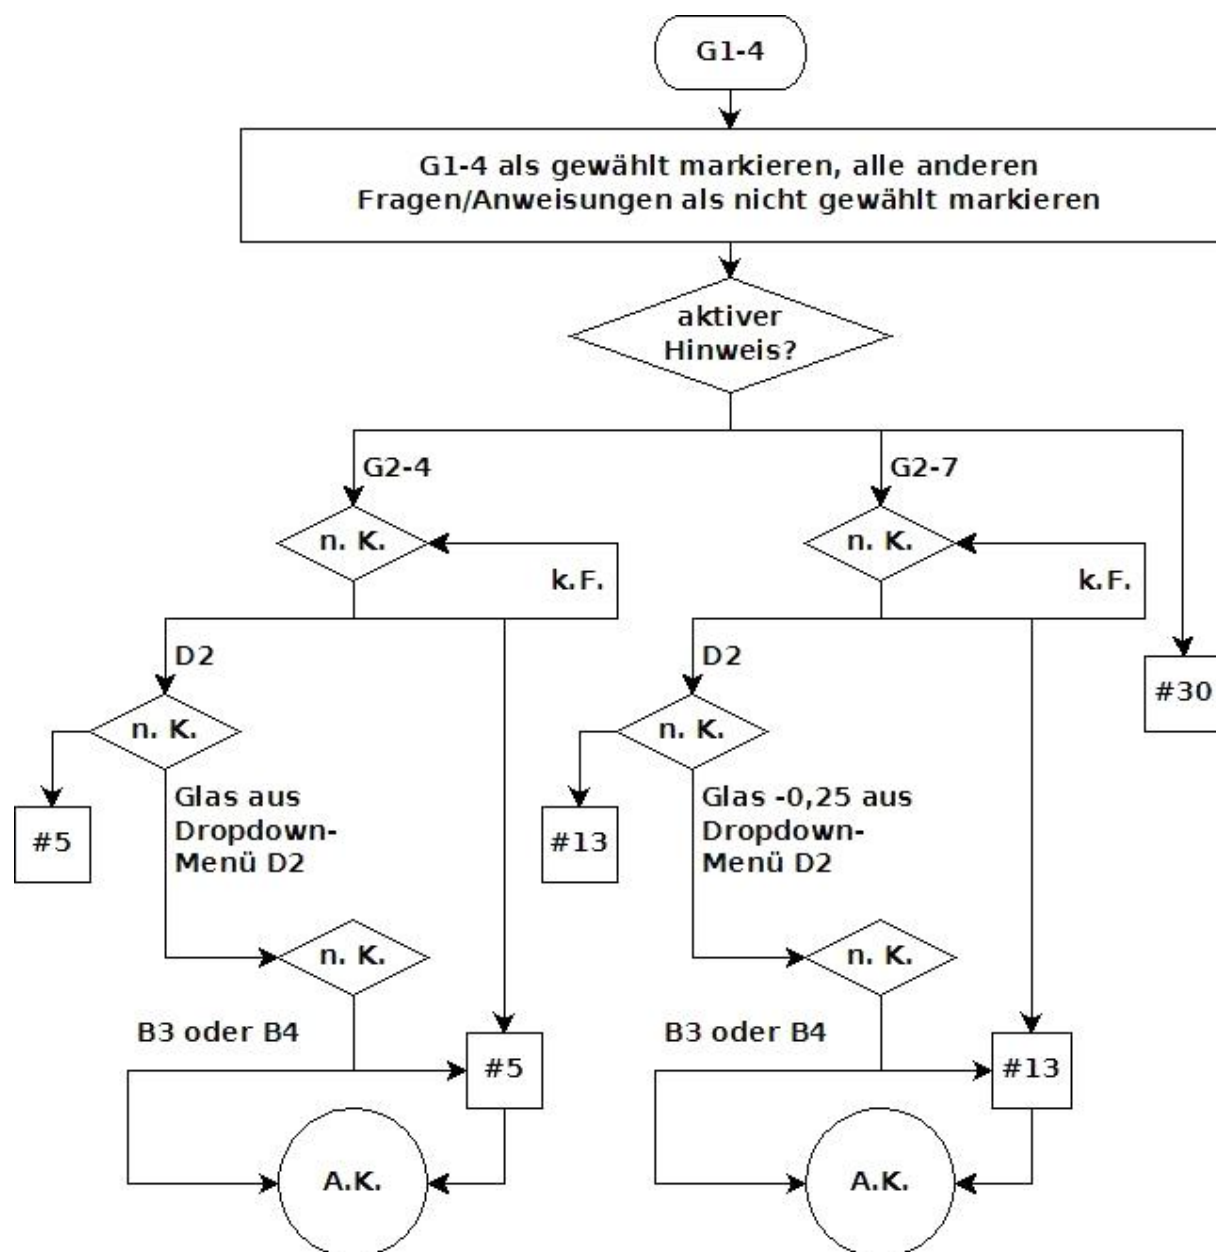 G1-4
G1-4 als gewählt markieren, alle anderen
Fragen/Anweisungen als nicht gewählt markieren
aktiver
Hinweis?
G2-4
G2-7
n. K.
n. K.
k.F.
k.F.
D2
D2
#30
n. K.
n. K.
Glas aus
Dropdown-
Menü D2
Glas -0,25 aus
Dropdown-
Menü D2
#5
#13
n. K.
n. K.
B3 oder B4
B3 oder B4
#5
#13
A.K.
A.K.